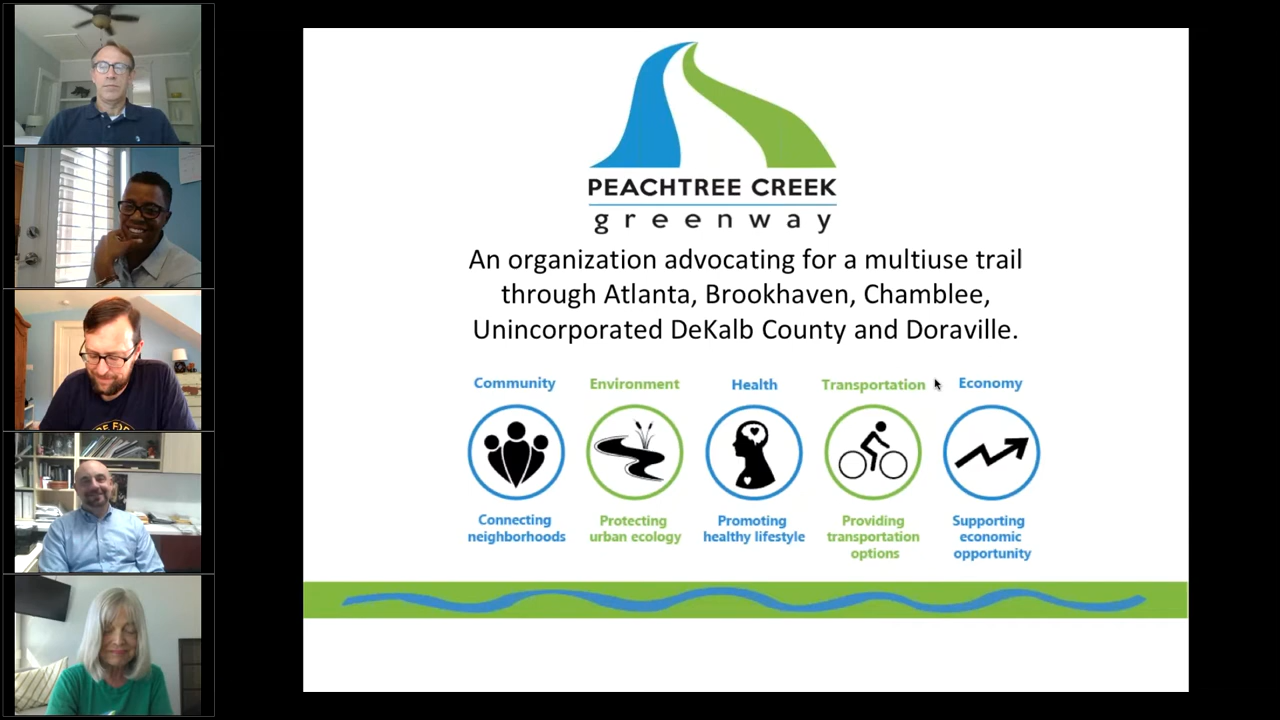 PEACHTREE CREEK
greenway
An organization advocating for a multiuse trail
through Atlanta, Brookhaven, Chamblee,
Unincorporated DeKalb County and Doraville.
Community Environment Health Transportation Economy
Connecting neighborhoods
Protecting urban ecology
Promoting healthy lifestyle
Providing transportation options
Supporting economic opportunity